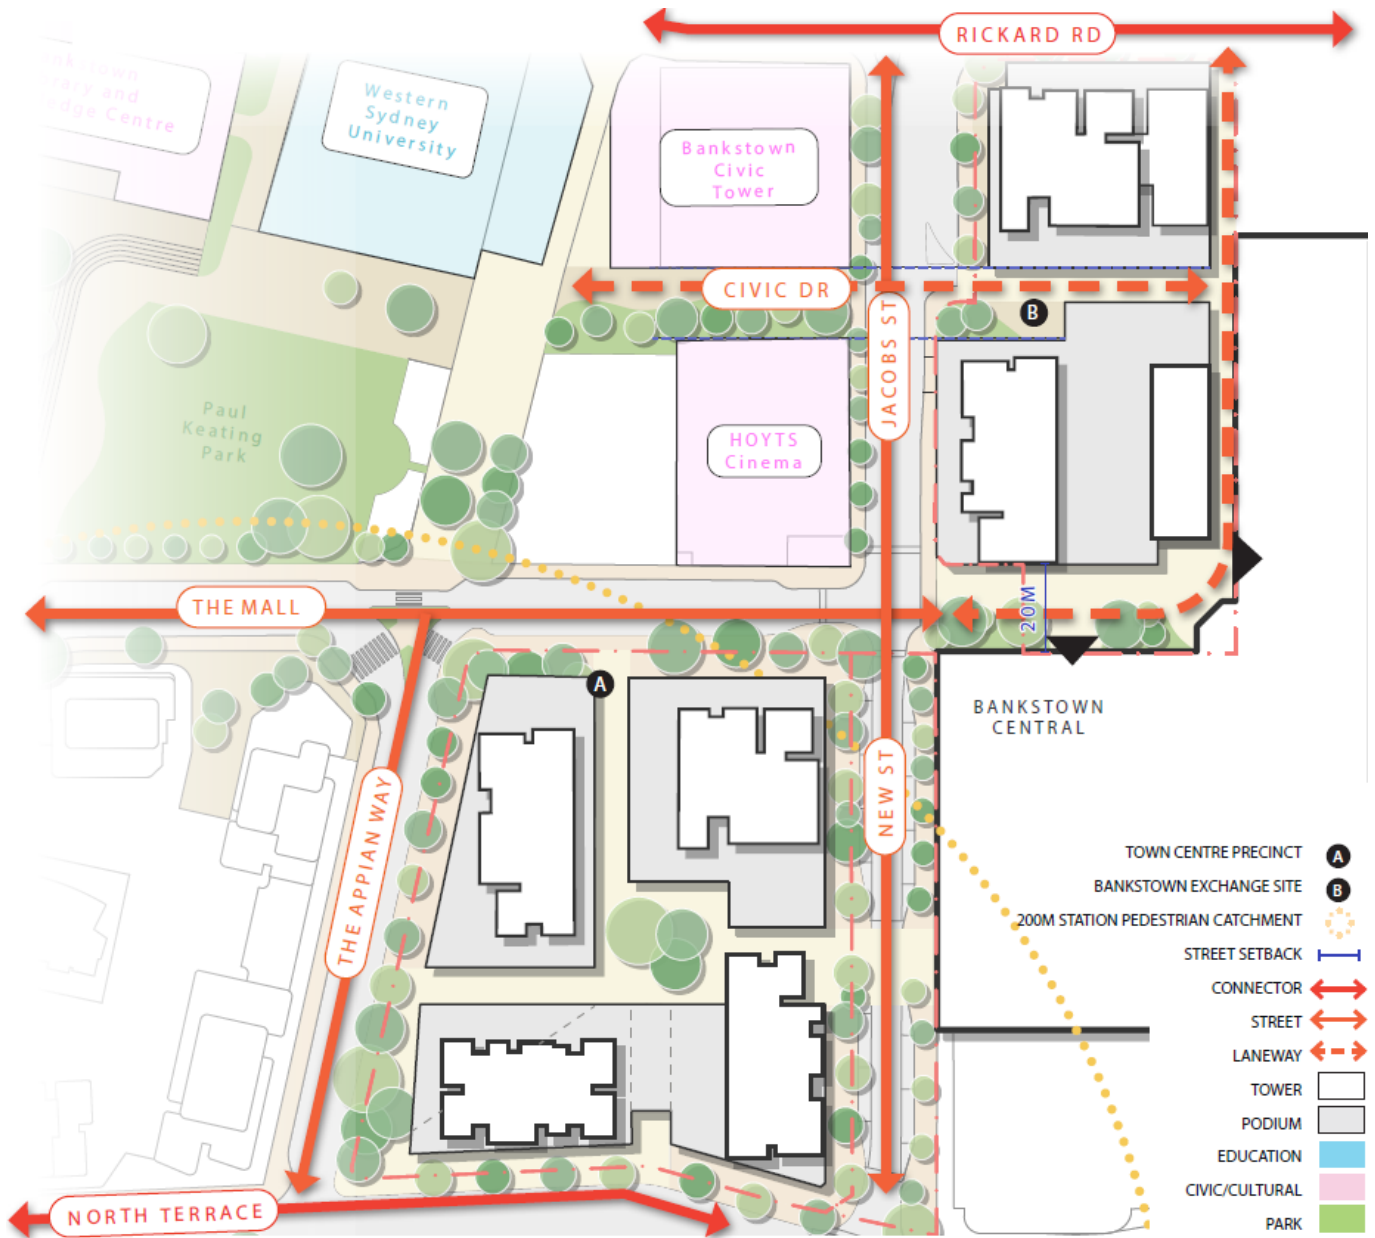 RICKARD RD
Western
Sydney
University
Bankstown
Civic
Tower
CIVIC DR
B
JACOBS ST
Paul
Keating
Park
HOYTS
Cinema
THE MALL
20M
A
BANKSTOWN
CENTRAL
NEW ST
THE APPIAN WAY
NORTH TERRACE
TOWN CENTRE PRECINCT A
BANKSTOWN EXCHANGE SITE B
200M STATION PEDESTRIAN CATCHMENT
STREET SETBACK
CONNECTOR
STREET
LANEWAY
TOWER
PODIUM
EDUCATION
CIVIC/CULTURAL
PARK